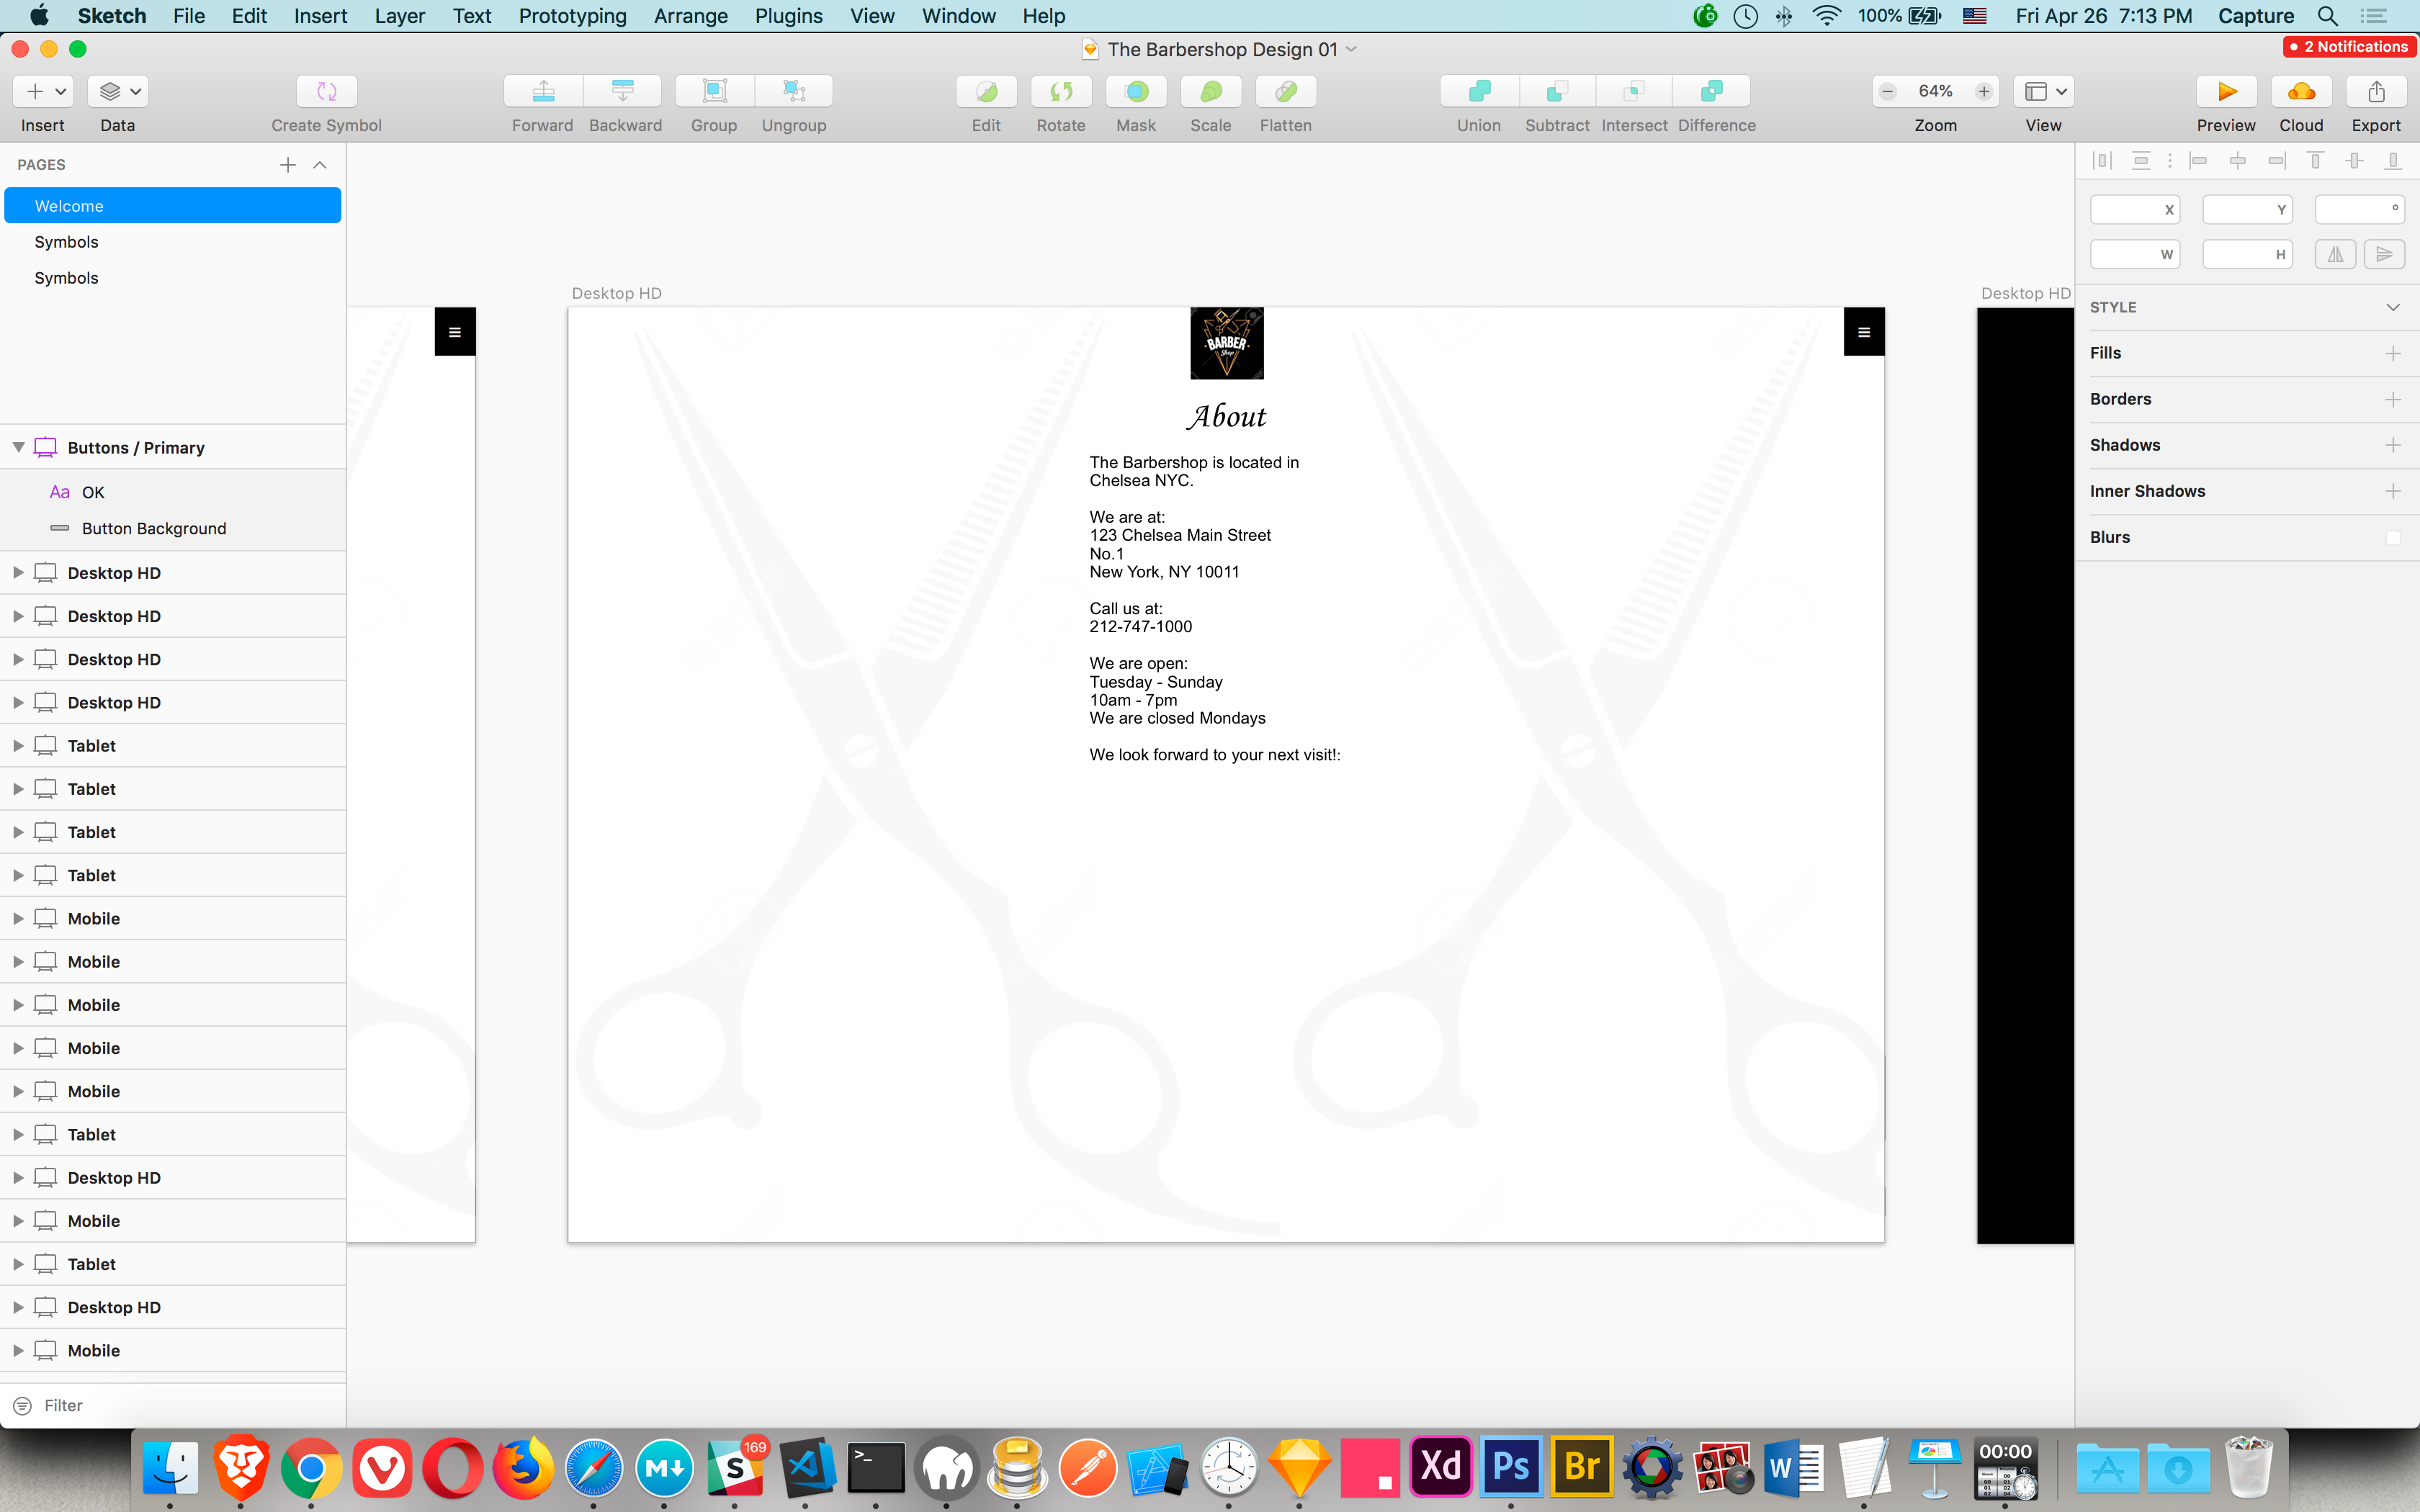 Sketch File Edit Insert Layer Text Prototyping Arrange Plugins View Window Help 100% Fri Apr 26 7:13 PM Capture
The Barbershop Design 01
2 Notifications
64%
Insert Data Create Symbol Forward Backward Group Ungroup Edit Rotate Mask Scale Flatten Union Subtract Intersect Difference Zoom View Preview Cloud Export
PAGES
Welcome
Symbols
Symbols
Buttons / Primary
Aa OK
Button Background
Desktop HD
Desktop HD
Desktop HD
Desktop HD
Tablet
Tablet
Tablet
Tablet
Mobile
Mobile
Mobile
Mobile
Mobile
Tablet
Desktop HD
Mobile
Tablet
Desktop HD
Mobile
Filter
Desktop HD
BARBER
Shop
About
The Barbershop is located in
Chelsea NYC.
We are at:
123 Chelsea Main Street
No.1
New York, NY 10011
Call us at:
212-747-1000
We are open:
Tuesday - Sunday
10am - 7pm
We are closed Mondays
We look forward to your next visit!:
Desktop HD
X Y °
W H
STYLE
Fills
Borders
Shadows
Inner Shadows
Blurs
M 169 S >_ Xd Ps Br W 00:00